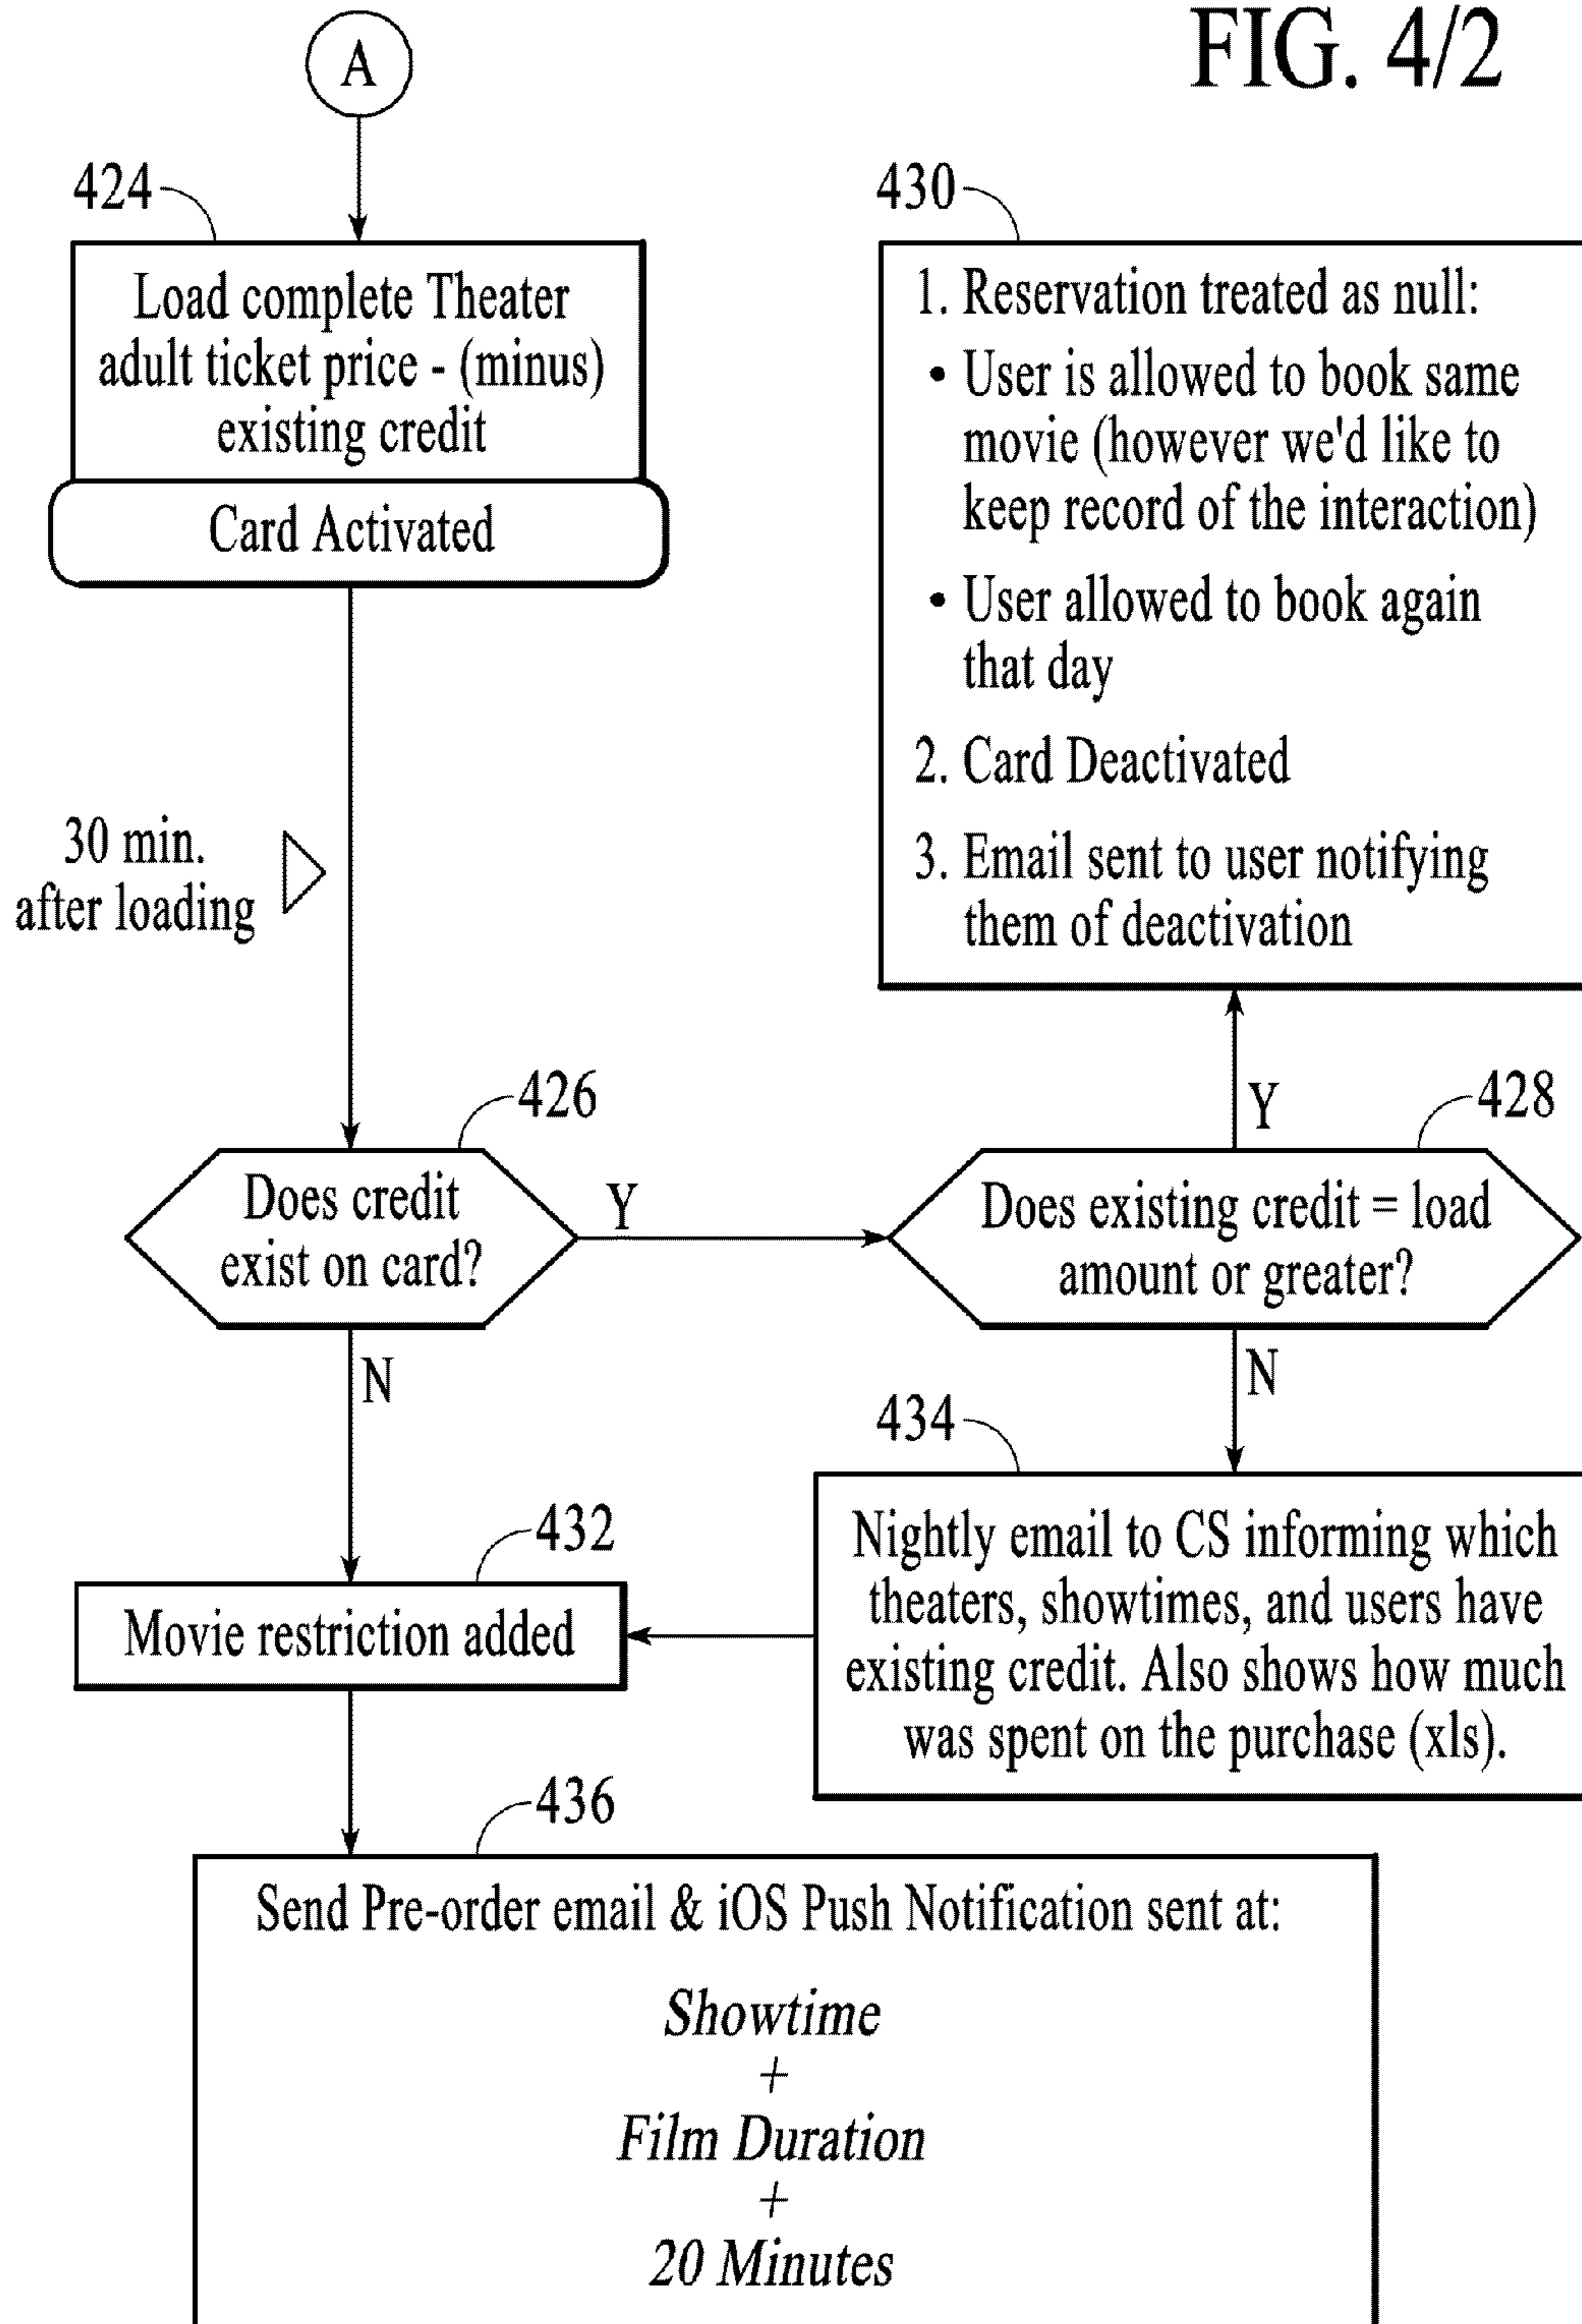 FIG. 4/2
A
424
Load complete Theater
adult ticket price - (minus)
existing credit
Card Activated
30 min.
after loading
430
1. Reservation treated as null:
• User is allowed to book same
movie (however we'd like to
keep record of the interaction)
• User allowed to book again
that day
2. Card Deactivated
3. Email sent to user notifying
them of deactivation
426
Does credit
exist on card?
Y
N
428
Does existing credit = load
amount or greater?
Y
N
434
Nightly email to CS informing which
theaters, showtimes, and users have
existing credit. Also shows how much
was spent on the purchase (xls).
432
Movie restriction added
436
Send Pre-order email & iOS Push Notification sent at:
Showtime
+
Film Duration
+
20 Minutes